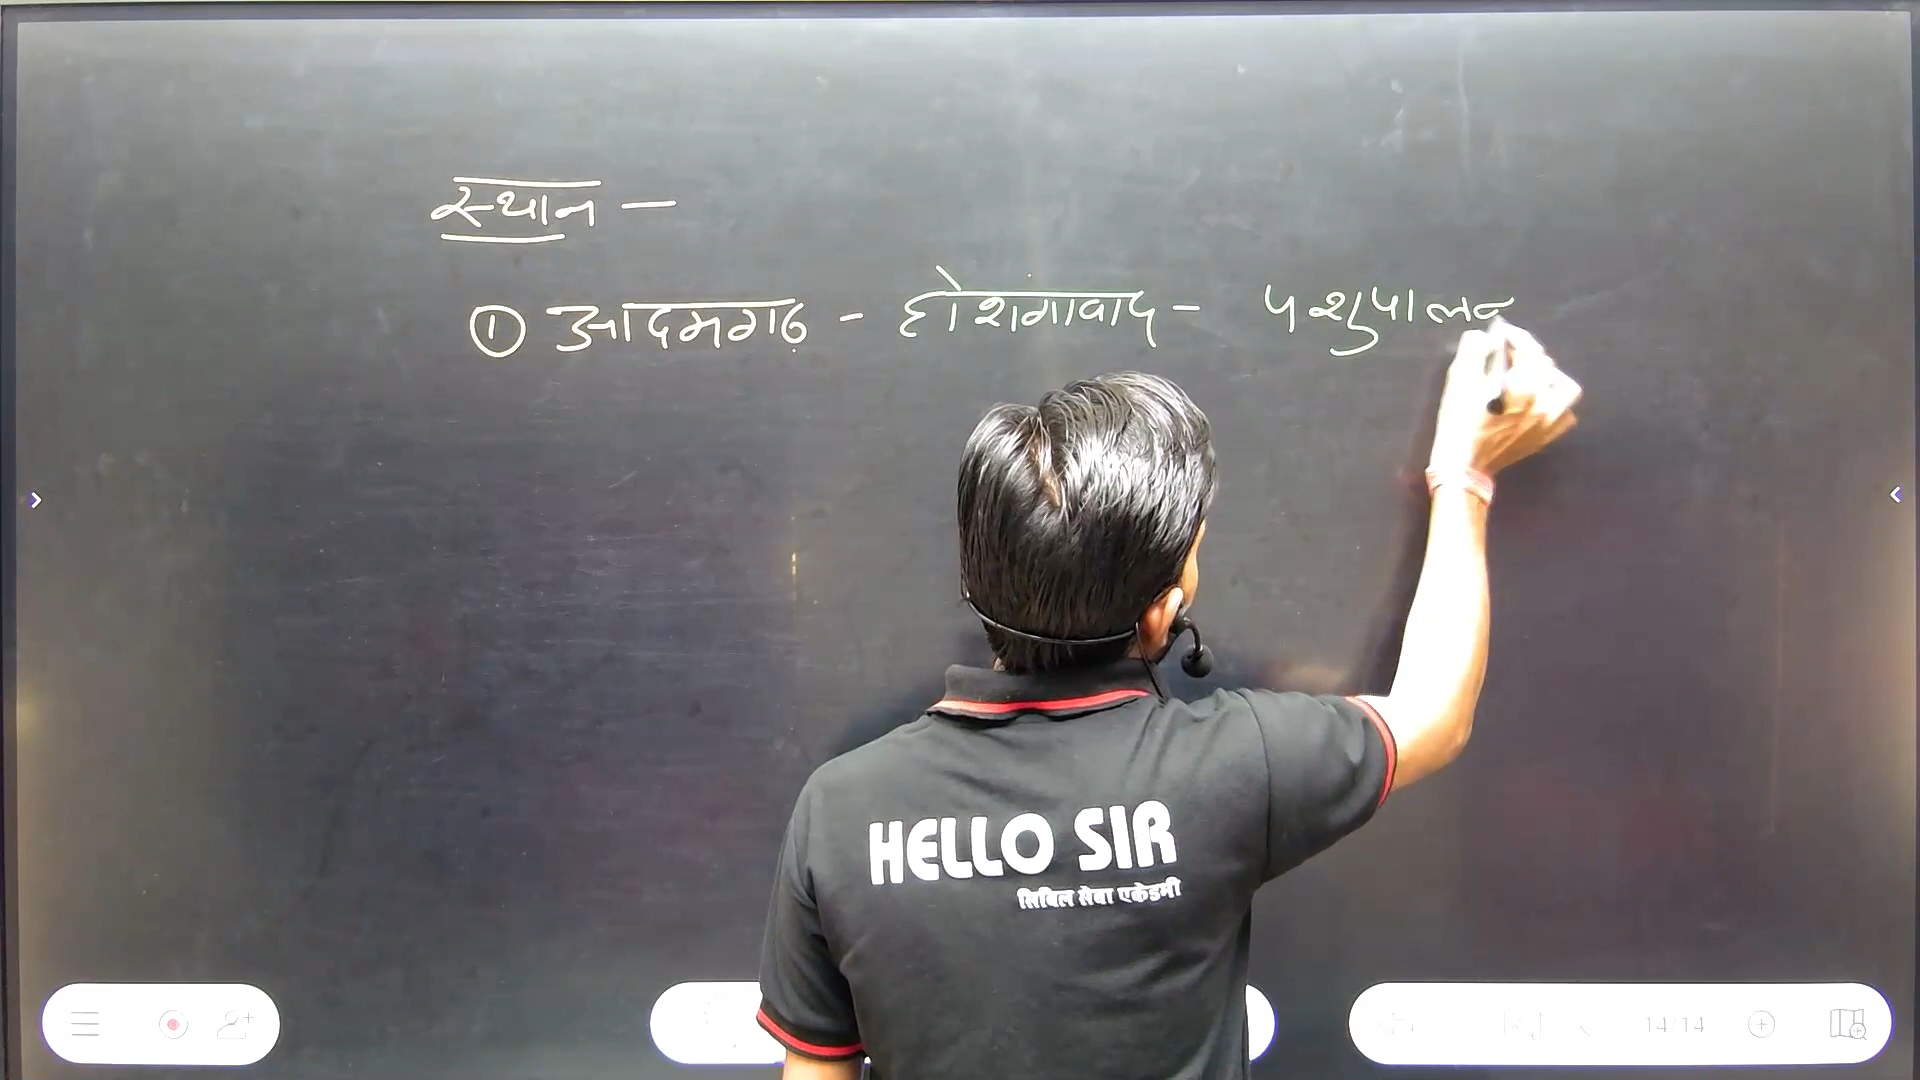 स्थान -
① आदमगढ़ - होशंगावाद - पशुपालन
HELLO SIR
सिविल सेवा एकेडमी
14/14